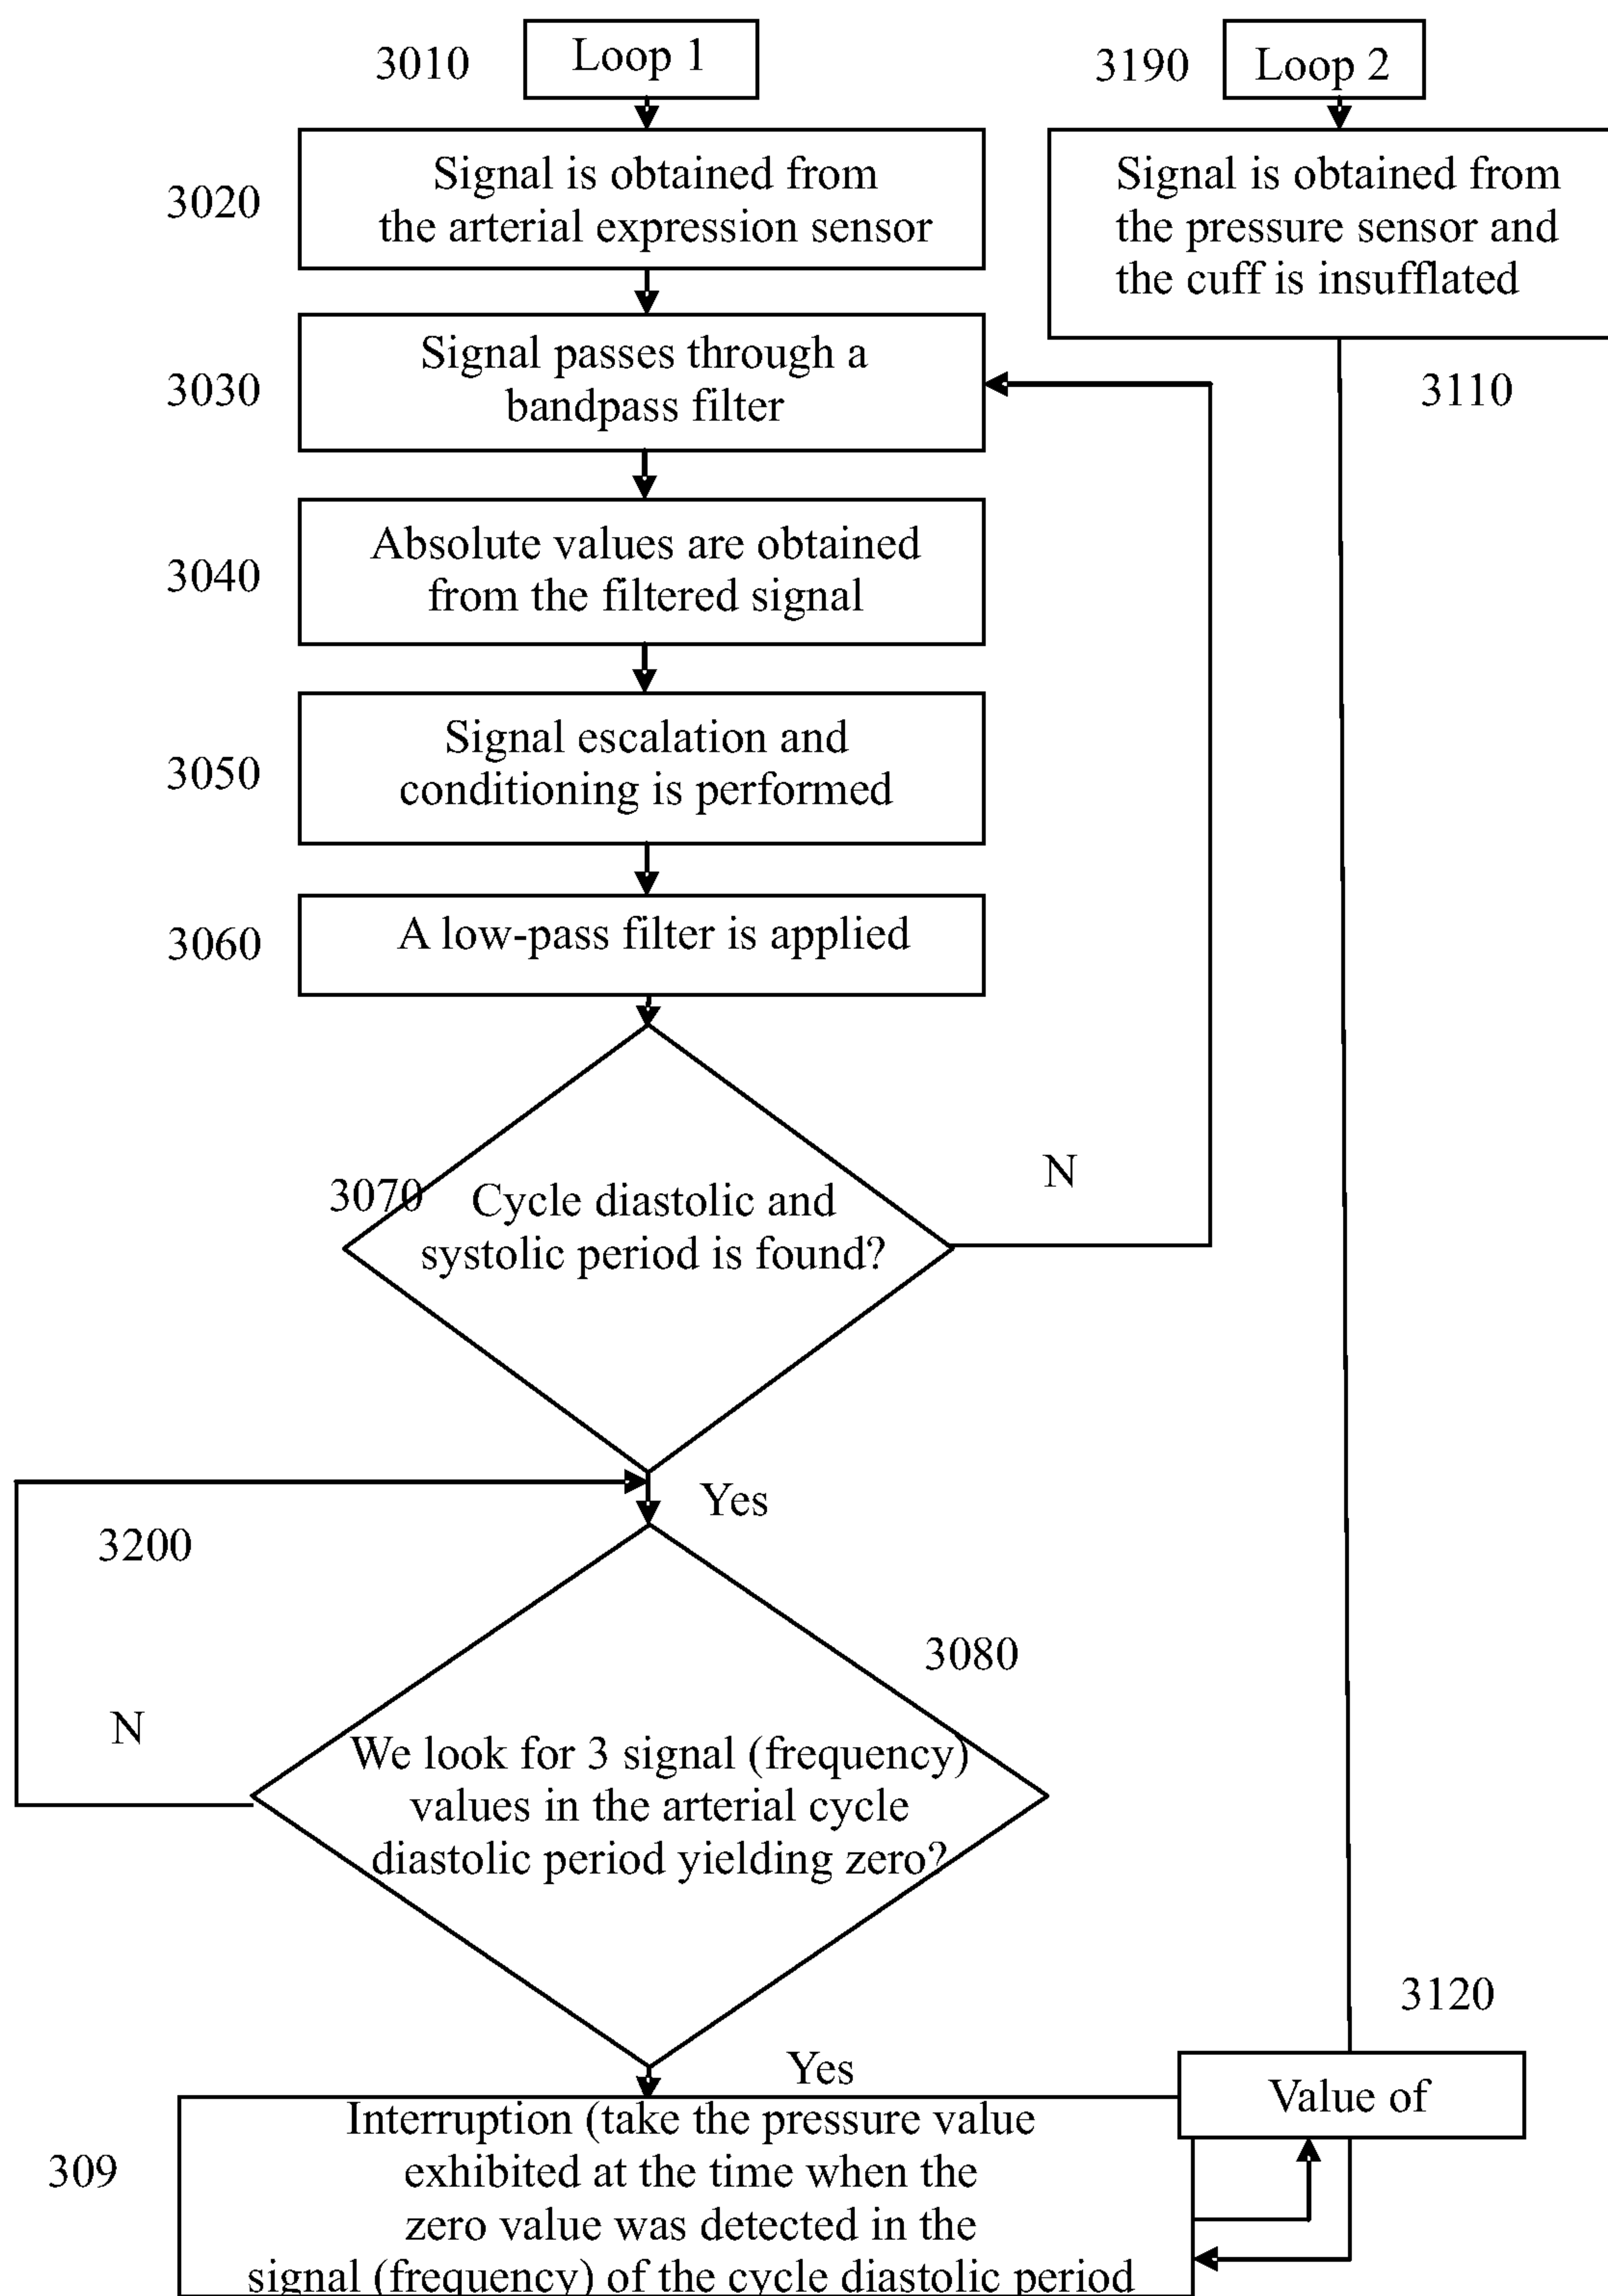 3010
Loop 1
3190
Loop 2
3020
Signal is obtained from
the arterial expression sensor
Signal is obtained from
the pressure sensor and
the cuff is insufflated
3110
3030
Signal passes through a
bandpass filter
3040
Absolute values are obtained
from the filtered signal
3050
Signal escalation and
conditioning is performed
3060
A low-pass filter is applied
3070
Cycle diastolic and
systolic period is found?
N
Yes
3200
3080
N
We look for 3 signal (frequency)
values in the arterial cycle
diastolic period yielding zero?
3120
Yes
Value of
309
Interruption (take the pressure value
exhibited at the time when the
zero value was detected in the
signal (frequency) of the cycle diastolic period